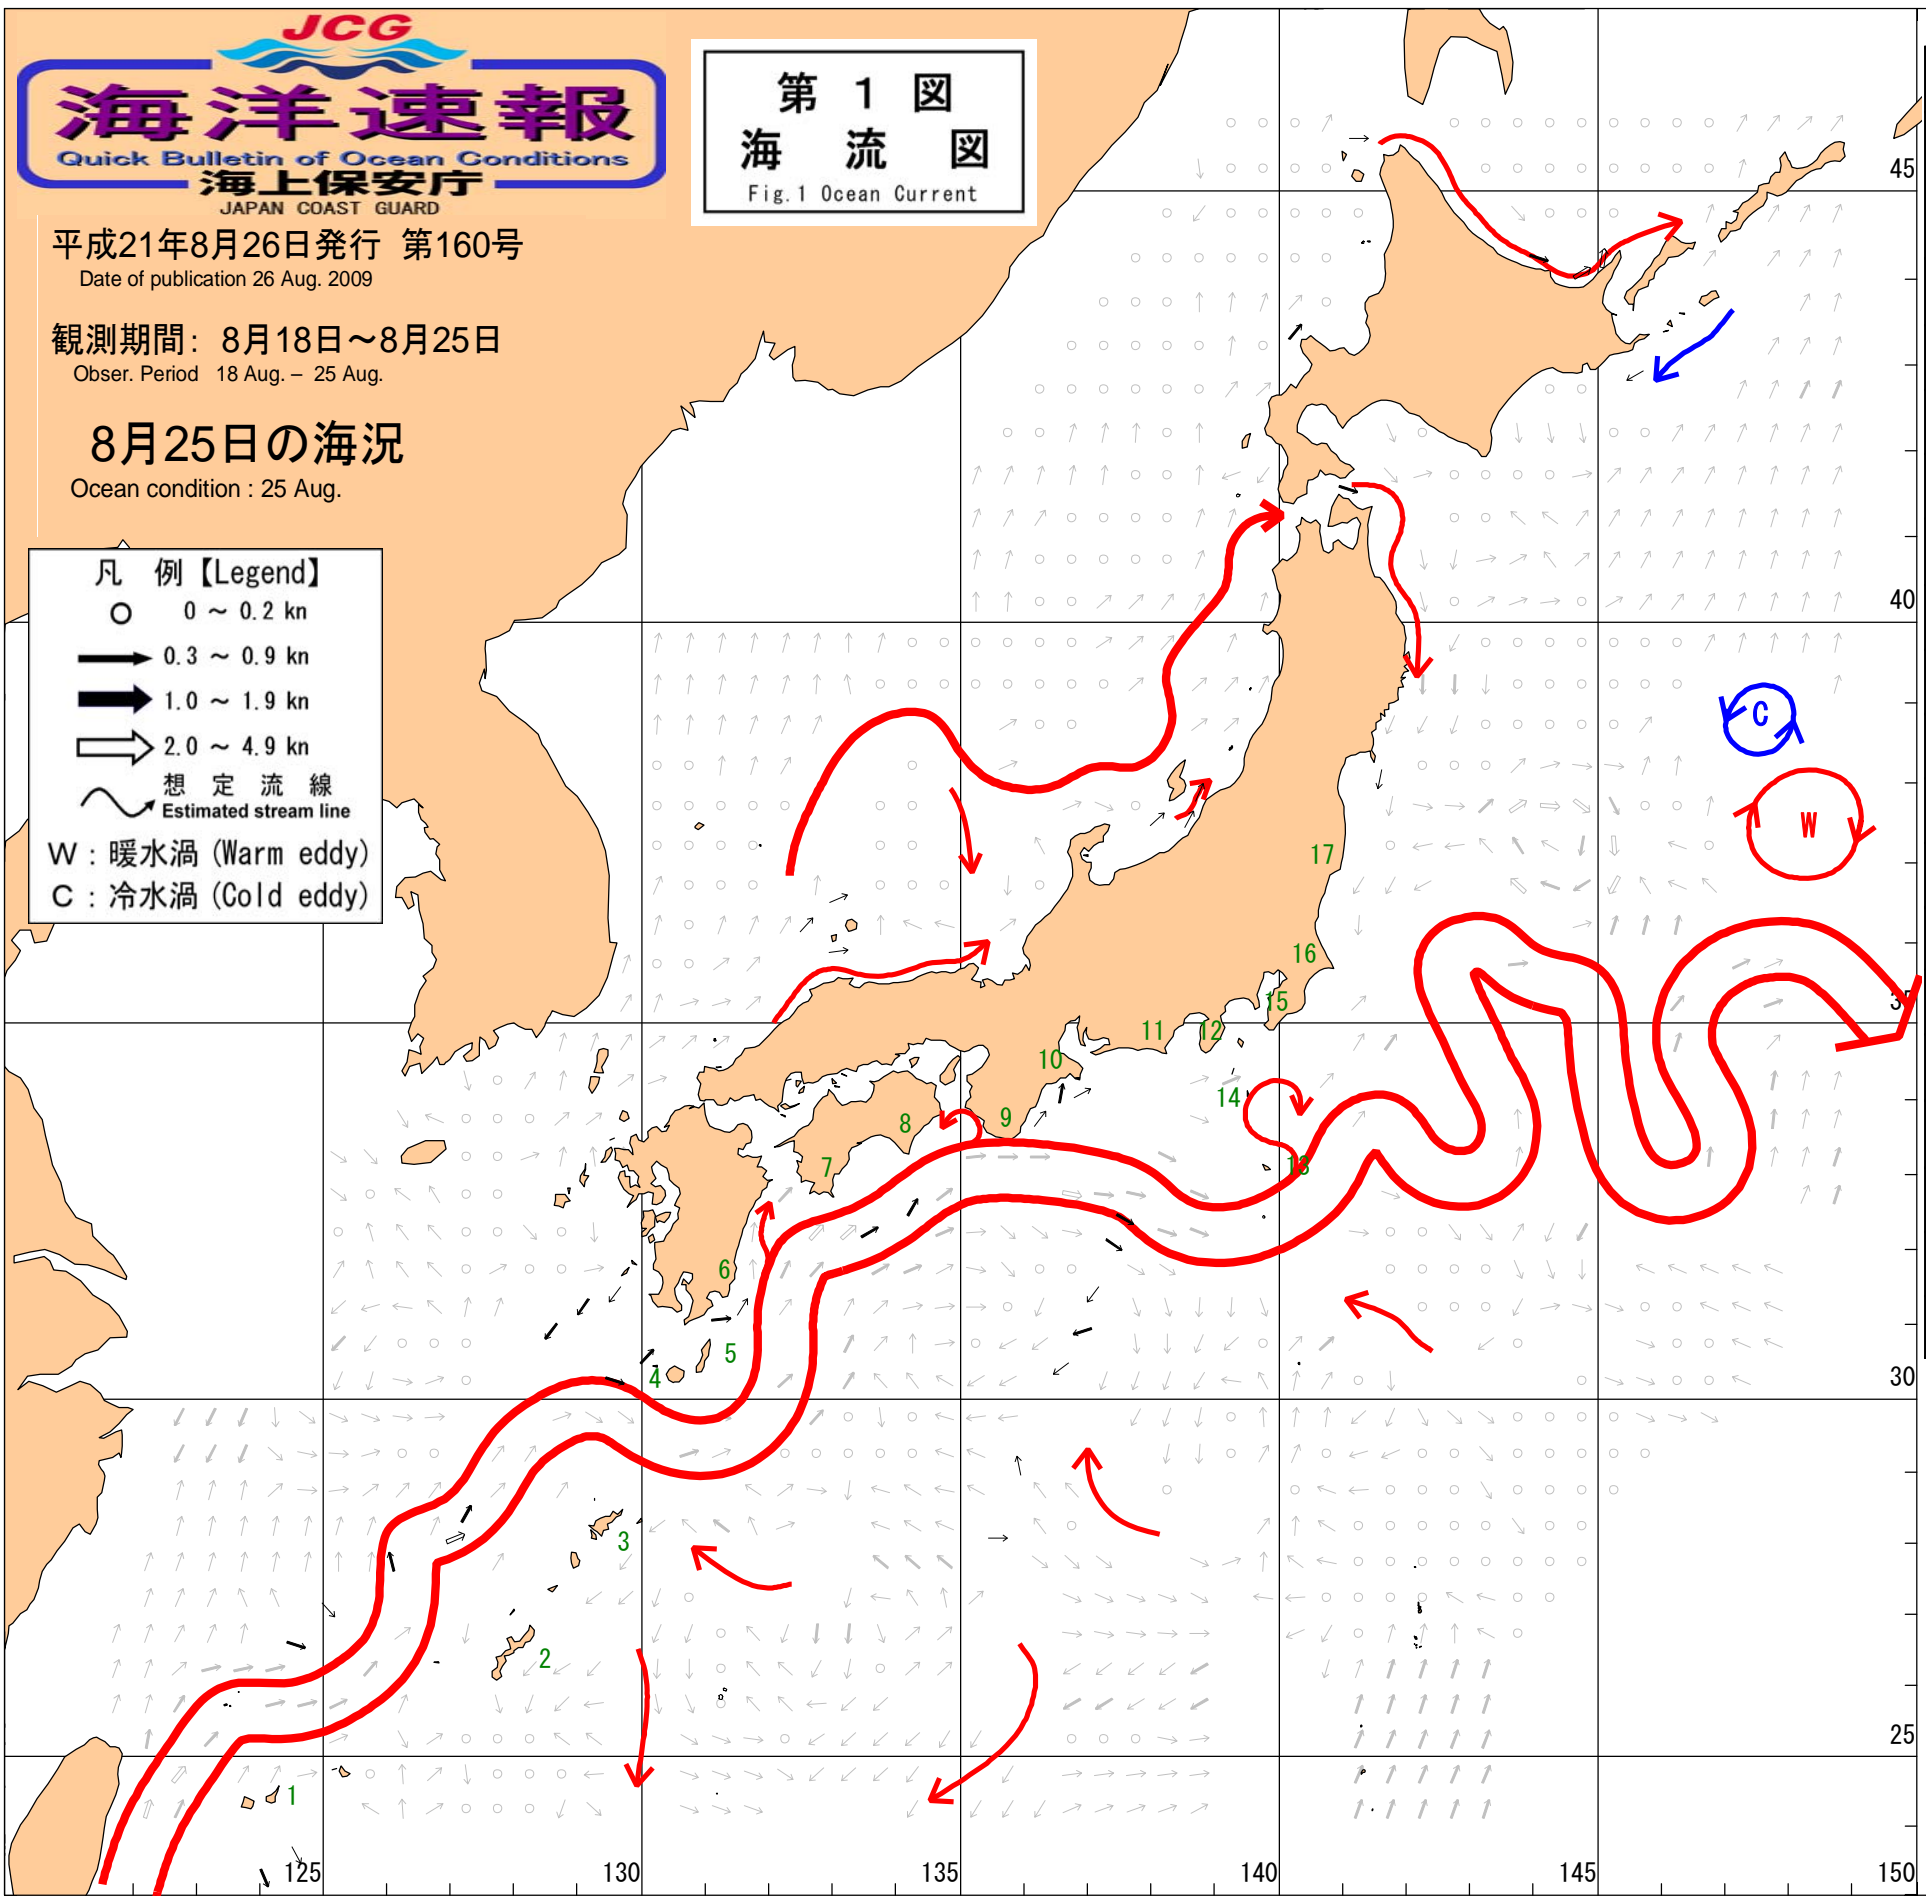 JCG
海洋速報
Quick Bulletin of Ocean Conditions
海上保安庁
JAPAN COAST GUARD
第 1 図
海 流 図
Fig.1 Ocean Current
平成21年8月26日発行 第160号
Date of publication 26 Aug. 2009
観測期間: 8月18日～8月25日
Obser. Period 18 Aug. – 25 Aug.
8月25日の海況
Ocean condition : 25 Aug.
凡 例【Legend】
0 ～ 0.2 kn
0.3 ～ 0.9 kn
1.0 ～ 1.9 kn
2.0 ～ 4.9 kn
想 定 流 線
Estimated stream line
W : 暖水渦 (Warm eddy)
C : 冷水渦 (Cold eddy)
45
40
C
W
17
16
35
15
12
11
10
14
9
8
13
7
6
5
4
30
3
2
25
1
125
130
135
140
145
150